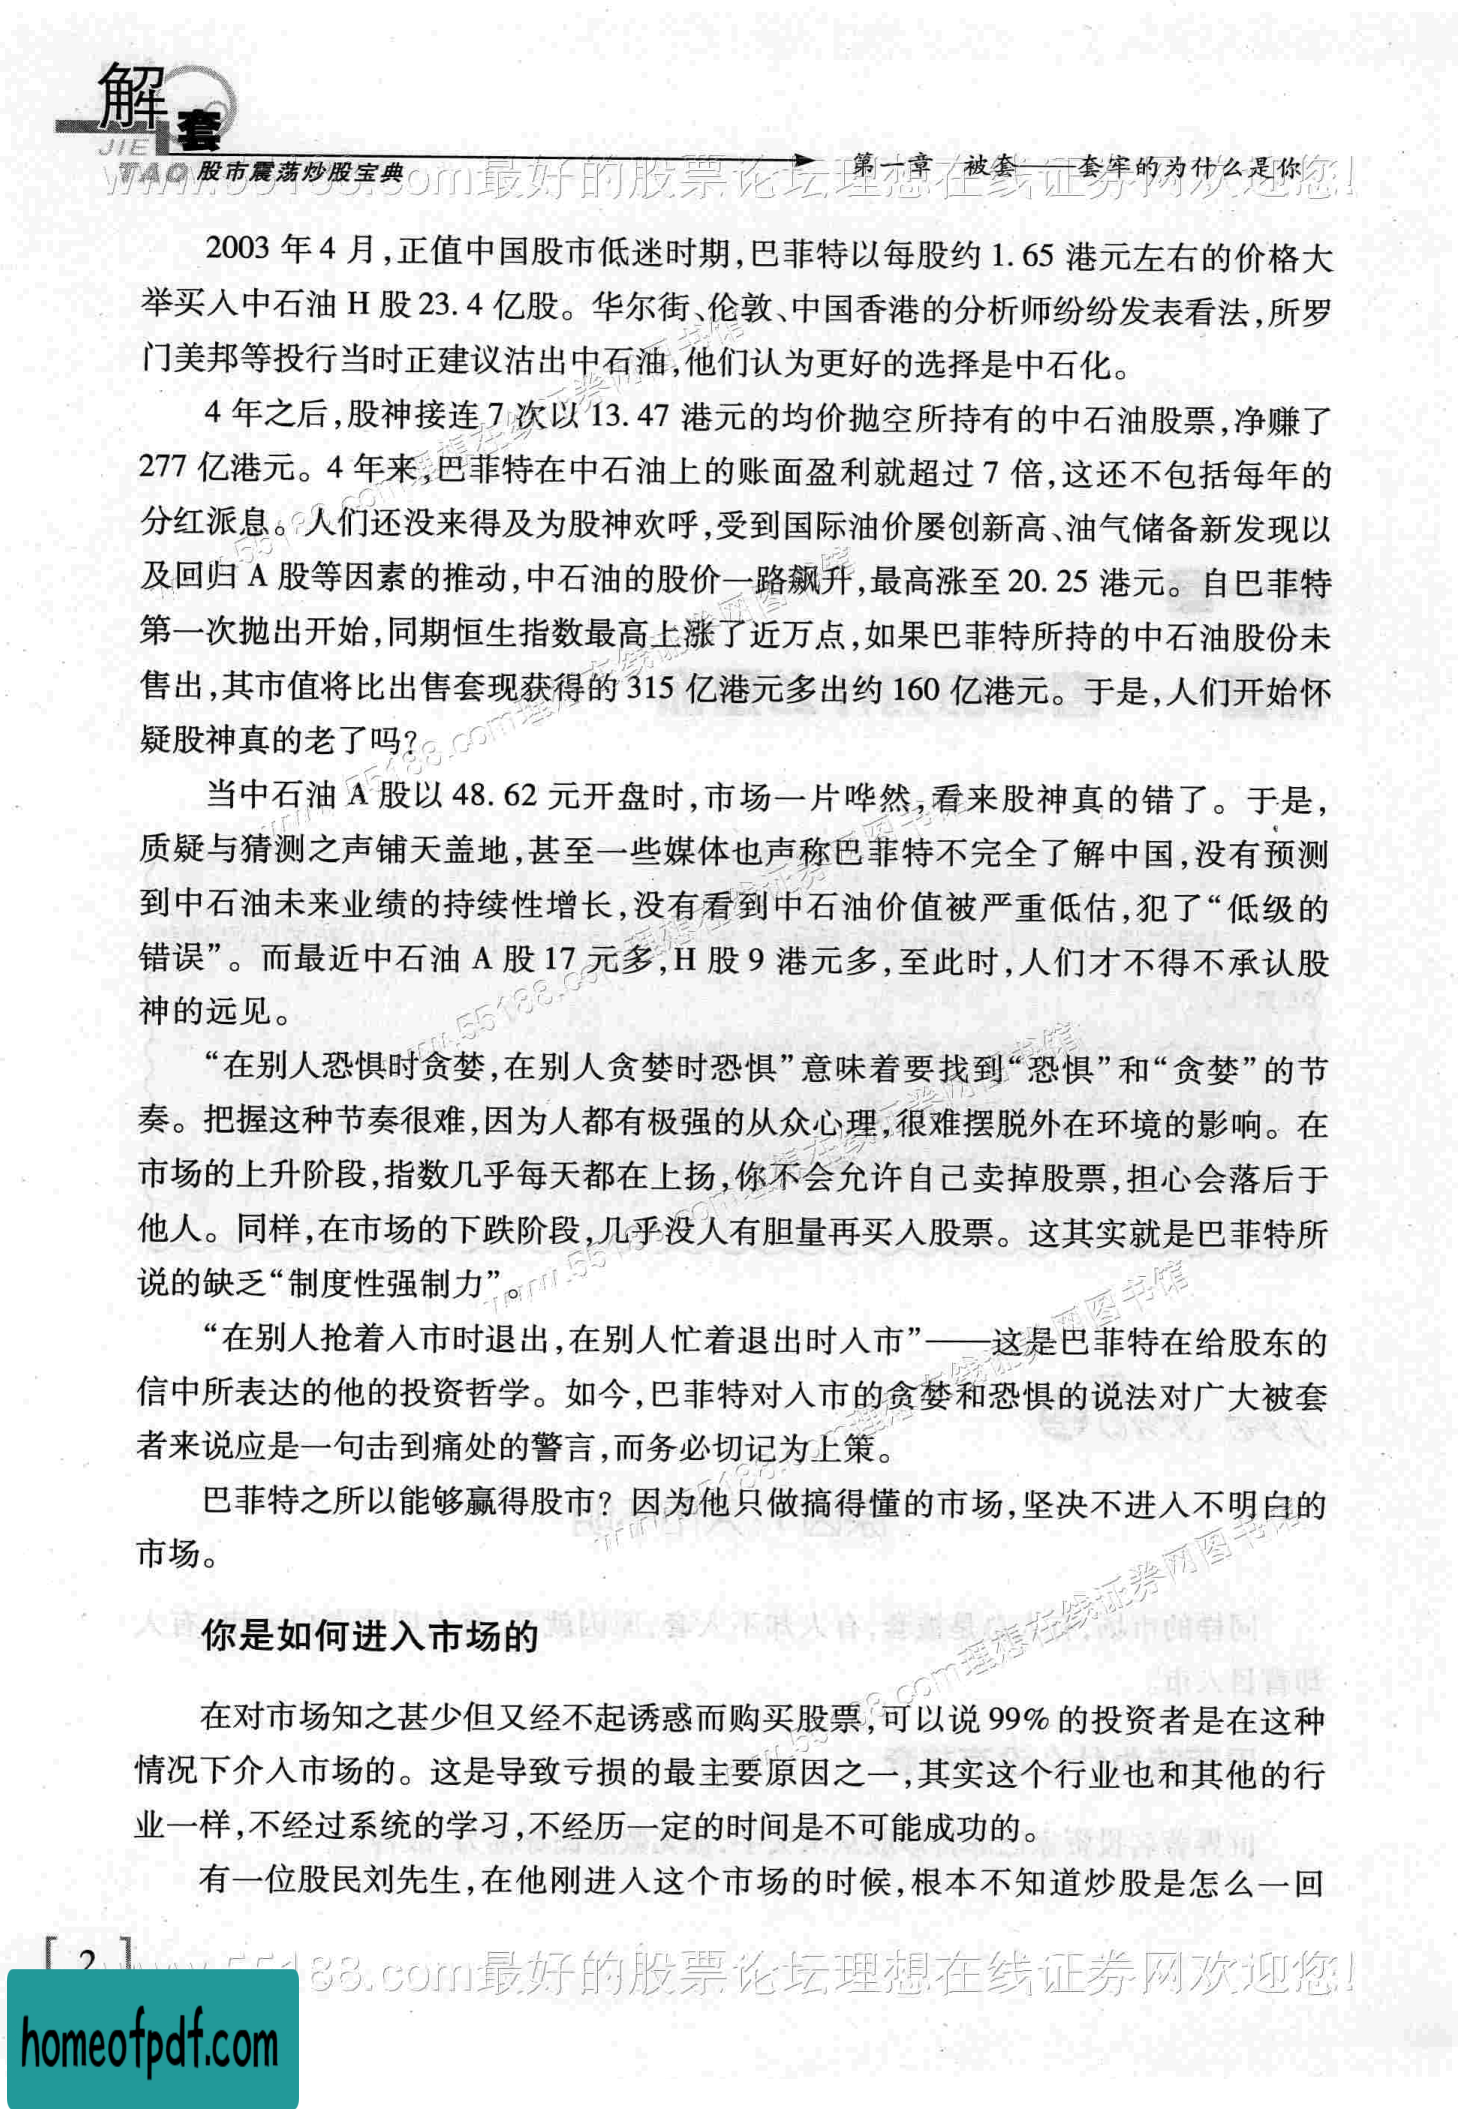 解套
JIE
TAO 股市震荡炒股宝典
第一章 被套——套牢的为什么是你
www.55188.com最好的股票论坛理想在线证券网欢迎您!
2003 年 4 月,正值中国股市低迷时期,巴菲特以每股约 1.65 港元左右的价格大
举买入中石油 H 股 23.4 亿股。华尔街、伦敦、中国香港的分析师纷纷发表看法,所罗
门美邦等投行当时正建议沽出中石油,他们认为更好的选择是中石化。
4 年之后,股神接连 7 次以 13.47 港元的均价抛空所持有的中石油股票,净赚了
277 亿港元。4 年来,巴菲特在中石油上的账面盈利就超过 7 倍,这还不包括每年的
分红派息。人们还没来得及为股神欢呼,受到国际油价屡创新高、油气储备新发现以
及回归 A 股等因素的推动,中石油的股价一路飙升,最高涨至 20.25 港元。自巴菲特
第一次抛出开始,同期恒生指数最高上涨了近万点,如果巴菲特所持的中石油股份未
售出,其市值将比出售套现获得的 315 亿港元多出约 160 亿港元。于是,人们开始怀
疑股神真的老了吗?
当中石油 A 股以 48.62 元开盘时,市场一片哗然,看来股神真的错了。于是,
质疑与猜测之声铺天盖地,甚至一些媒体也声称巴菲特不完全了解中国,没有预测
到中石油未来业绩的持续性增长,没有看到中石油价值被严重低估,犯了“低级的
错误”。而最近中石油 A 股 17 元多,H 股 9 港元多,至此时,人们才不得不承认股
神的远见。
“在别人恐惧时贪婪,在别人贪婪时恐惧”意味着要找到“恐惧”和“贪婪”的节
奏。把握这种节奏很难,因为人都有极强的从众心理,很难摆脱外在环境的影响。在
市场的上升阶段,指数几乎每天都在上扬,你不会允许自己卖掉股票,担心会落后于
他人。同样,在市场的下跌阶段,几乎没人有胆量再买入股票。这其实就是巴菲特所
说的缺乏“制度性强制力”。
“在别人抢着入市时退出,在别人忙着退出时入市”——这是巴菲特在给股东的
信中所表达的他的投资哲学。如今,巴菲特对入市的贪婪和恐惧的说法对广大被套
者来说应是一句击到痛处的警言,而务必切记为上策。
巴菲特之所以能够赢得股市?因为他只做搞得懂的市场,坚决不进入不明白的
市场。
你是如何进入市场的
在对市场知之甚少但又经不起诱惑而购买股票,可以说 99% 的投资者是在这种
情况下介入市场的。这是导致亏损的最主要原因之一,其实这个行业也和其他的行
业一样,不经过系统的学习,不经历一定的时间是不可能成功的。
有一位股民刘先生,在他刚进入这个市场的时候,根本不知道炒股是怎么一回
[ 2 ]
www.55188.com最好的股票论坛理想在线证券网欢迎您!
homeofpdf.com